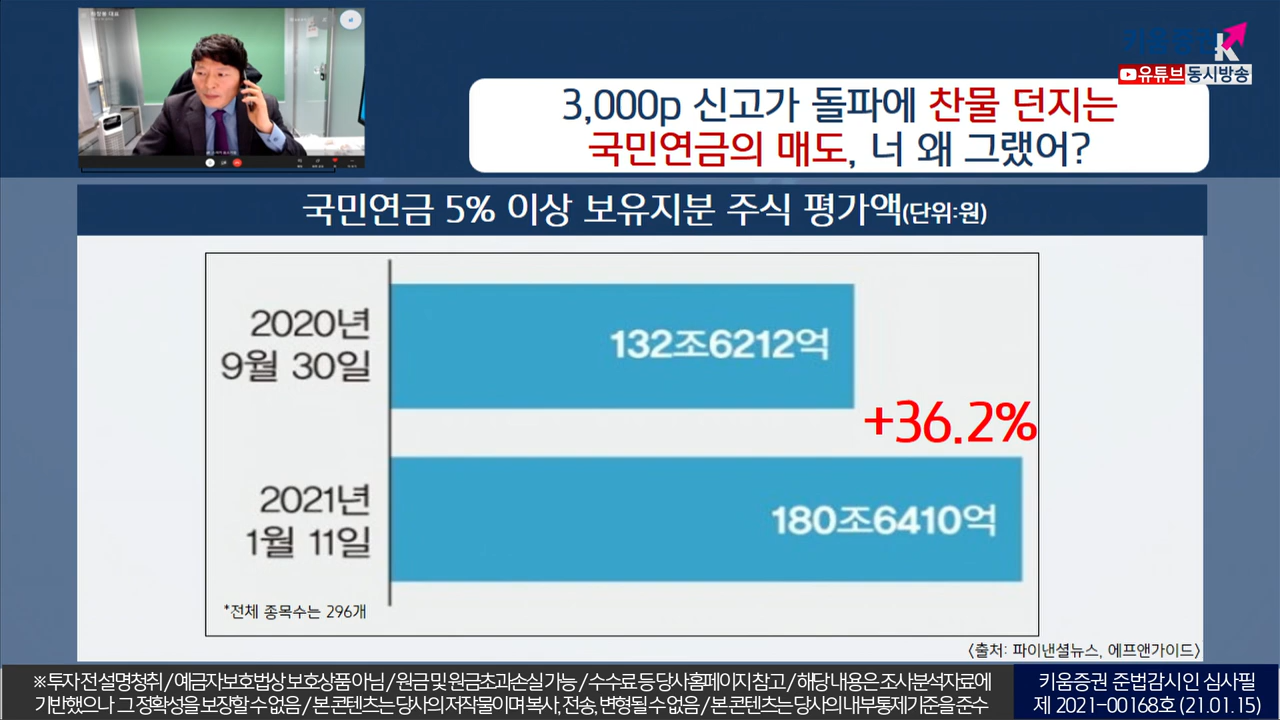 키움증권
유튜브 동시방송
3,000p 신고가 돌파에 찬물 던지는
국민연금의 매도, 너 왜 그랬어?
국민연금 5% 이상 보유지분 주식 평가액(단위:원)
2020년
9월 30일
132조6212억
+36.2%
2021년
1월 11일
180조6410억
*전체 종목수는 296개
<출처: 파이낸셜뉴스, 에프앤가이드>
※ 투자 전 설명청취 / 예금자보호법상 보호상품 아님 / 원금 및 원금초과손실 가능 / 수수료 등 당사 홈페이지 참고 / 해당 내용은 조사분석자료에
기반했으나 그 정확성을 보장할 수 없음 / 본 콘텐츠는 당사의 저작물이며 복사, 전송, 변형될 수 없음 / 본 콘텐츠는 당사의 내부통제기준을 준수
키움증권 준법감시인 심사필
제 2021-00168호 (21.01.15)